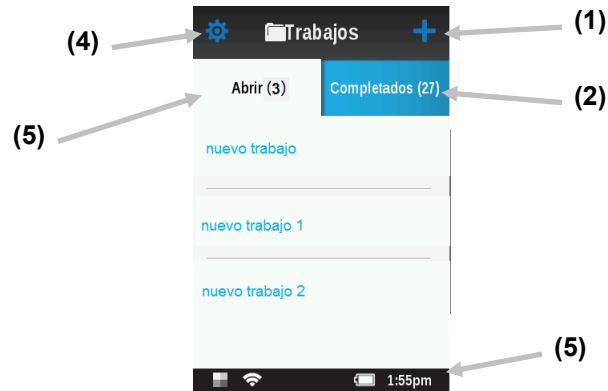 (1)
(4)
Trabajos
Abrir (3)
Completados (27)
(2)
(5)
nuevo trabajo
nuevo trabajo 1
nuevo trabajo 2
(5)
1:55pm